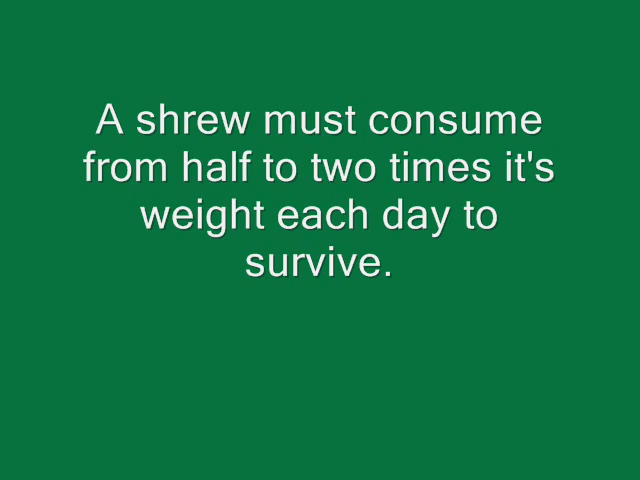 A shrew must consume
from half to two times it's
weight each day to
survive.